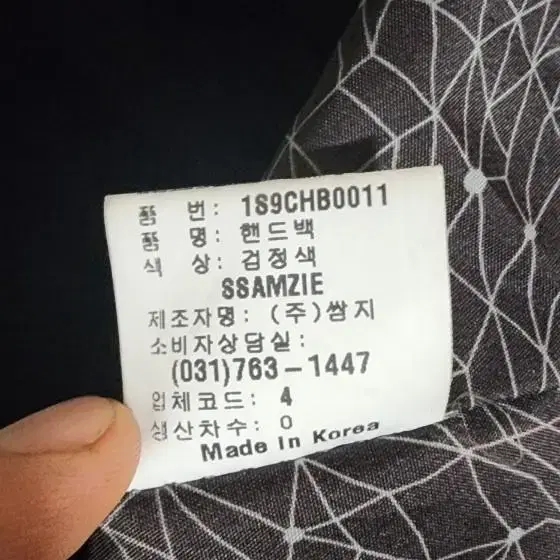 품 번: 1S9CHB0011
품 명: 핸드백
색 상: 검정색
SSAMZIE
제조자명: (주)쌈지
소비자상담실:
(031)763-1447
업체코드: 4
생산차수: 0
Made In Korea